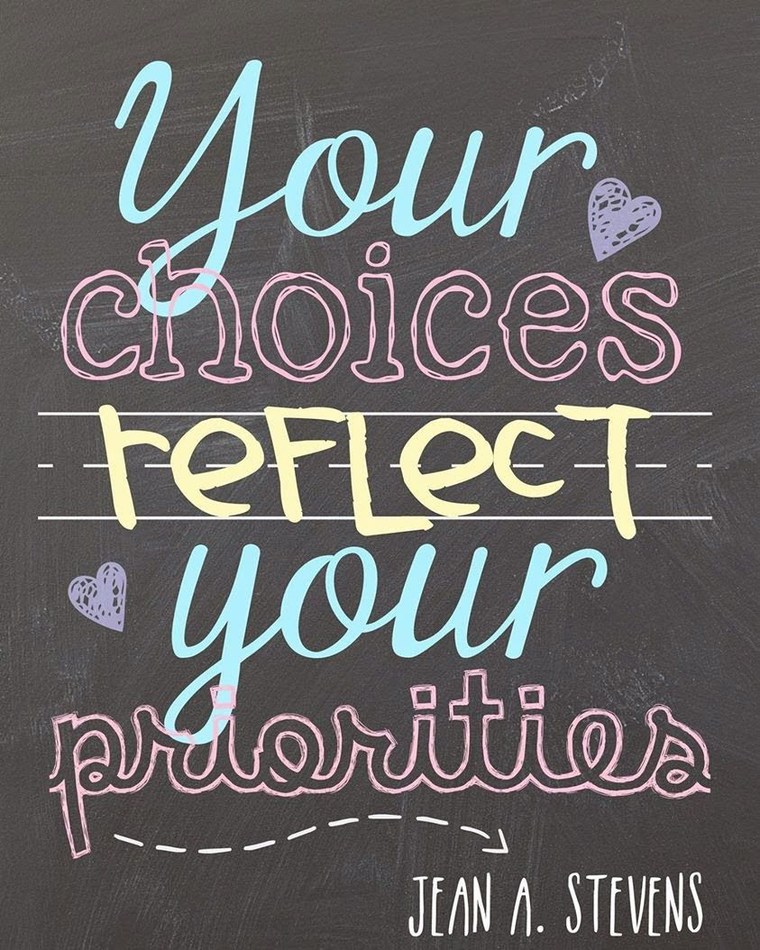 Your
choices
reFLecT
your
priorities
JEAN A. STEVENS